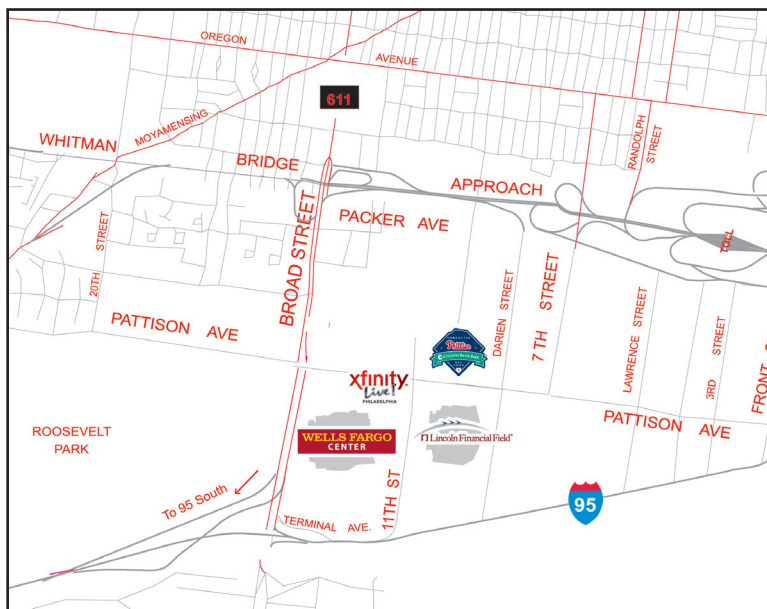 OREGON
AVENUE
611
MOYAMENSING
WHITMAN
BRIDGE
APPROACH
RANDOLPH
STREET
PACKER AVE
BROAD STREET
20TH STREET
TOLL
DARIEN STREET
7 TH STREET
LAWRENCE STREET
3RD STREET
FRONT
PATTISON AVE
Phillies
CITIZENS BANK PARK
xfinity
Live!
PHILADELPHIA
WELLS FARGO
CENTER
Lincoln Financial Field®
PATTISON AVE
ROOSEVELT
PARK
To 95 South
TERMINAL AVE.
11TH ST
95